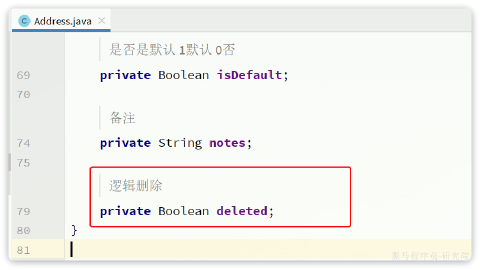 Address.java
是否是默认 1默认 0否
69 private Boolean isDefault;
70
备注
74 private String notes;
75
逻辑删除
79 private Boolean deleted;
80 }
81